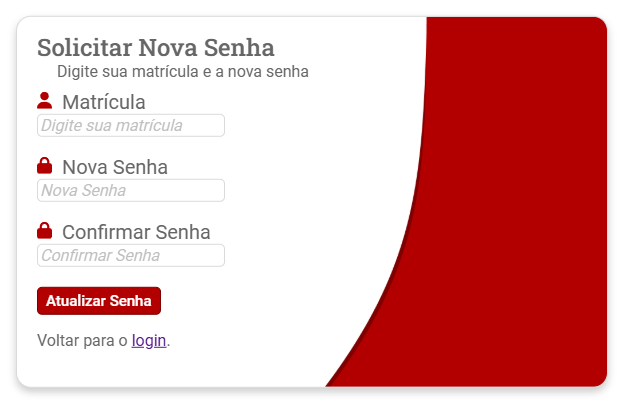 Solicitar Nova Senha
Digite sua matrícula e a nova senha
Matrícula
Digite sua matrícula
Nova Senha
Nova Senha
Confirmar Senha
Confirmar Senha
Atualizar Senha
Voltar para o login.